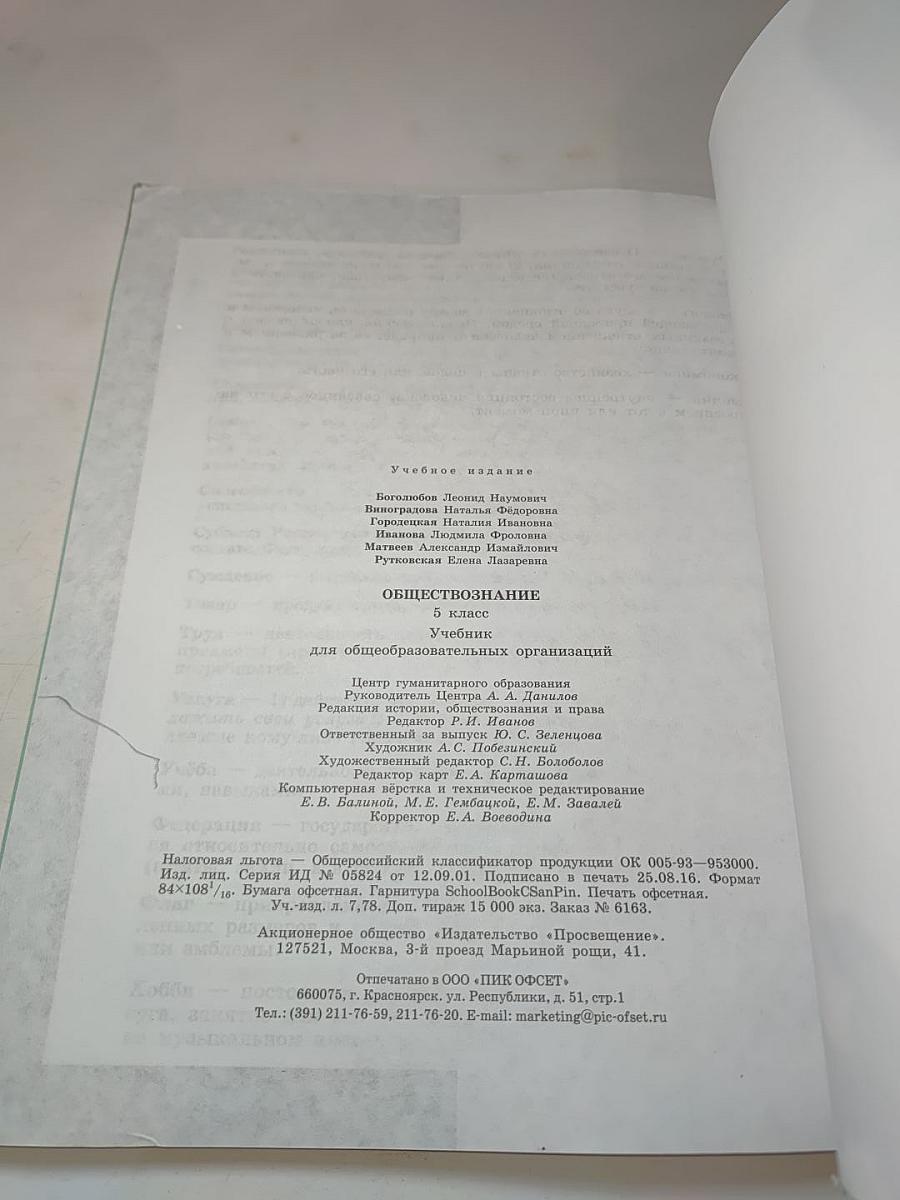 Учебное издание
Боголюбов Леонид Наумович
Виноградова Наталья Фёдоровна
Городецкая Наталия Ивановна
Иванова Людмила Фроловна
Матвеев Александр Измайлович
Рутковская Елена Лазаревна
ОБЩЕСТВОЗНАНИЕ
5 класс
Учебник
для общеобразовательных организаций
Центр гуманитарного образования
Руководитель Центра А. А. Данилов
Редакция истории, обществознания и права
Редактор Р. И. Иванов
Ответственный за выпуск Ю. С. Зеленцова
Художник А. С. Побезинский
Художественный редактор С. Н. Болоболов
Редактор карт Е. А. Карташова
Компьютерная вёрстка и техническое редактирование
Е. В. Балиной, М. Е. Гембацкой, Е. М. Завалей
Корректор Е. А. Воеводина
Налоговая льгота — Общероссийский классификатор продукции ОК 005-93—953000.
Изд. лиц. Серия ИД № 05824 от 12.09.01. Подписано в печать 25.08.16. Формат
84×108¹/₁₆. Бумага офсетная. Гарнитура SchoolBookCSanPin. Печать офсетная.
Уч.-изд. л. 7,78. Доп. тираж 15 000 экз. Заказ № 6163.
Акционерное общество «Издательство «Просвещение».
127521, Москва, 3-й проезд Марьиной рощи, 41.
Отпечатано в ООО «ПИК ОФСЕТ»
660075, г. Красноярск. ул. Республики, д. 51, стр.1
Тел.: (391) 211-76-59, 211-76-20. E-mail: marketing@pic-ofset.ru